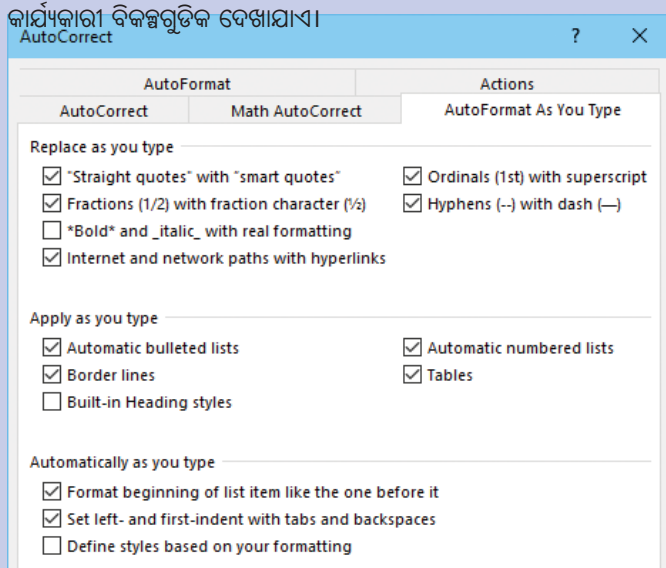 କାର୍ଯ୍ୟକାରୀ ବିକଳ୍ପଗୁଡିକ ଦେଖାଯାଏ।
AutoCorrect ? ✕
AutoFormat Actions
AutoCorrect Math AutoCorrect AutoFormat As You Type
Replace as you type
"Straight quotes" with “smart quotes” Ordinals (1st) with superscript
Fractions (1/2) with fraction character (½) Hyphens (--) with dash (—)
*Bold* and _italic_ with real formatting
Internet and network paths with hyperlinks
Apply as you type
Automatic bulleted lists Automatic numbered lists
Border lines Tables
Built-in Heading styles
Automatically as you type
Format beginning of list item like the one before it
Set left- and first-indent with tabs and backspaces
Define styles based on your formatting